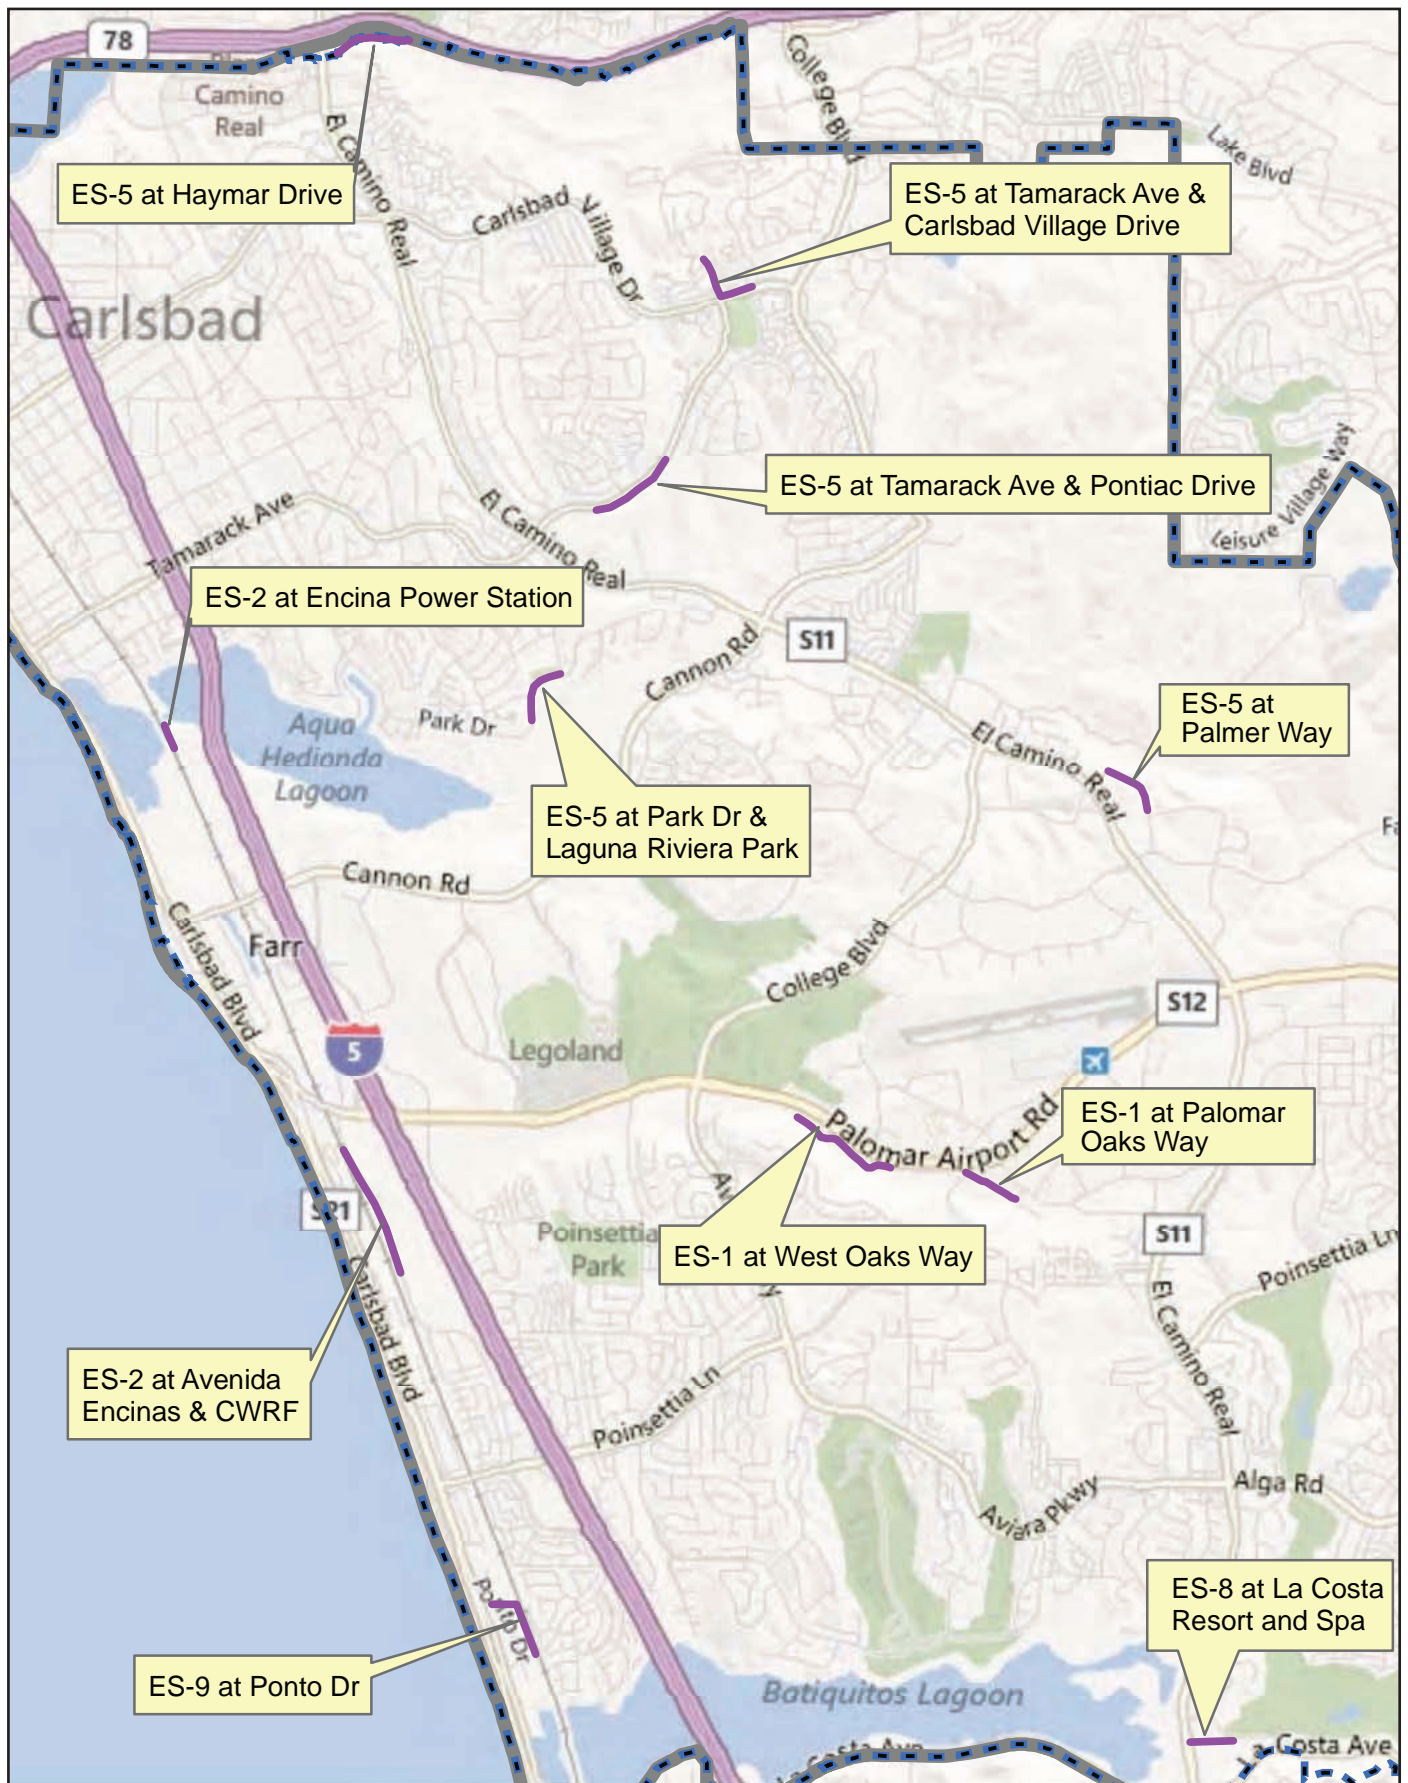 78
Camino
Real
College Blvd
Lake Blvd
ES-5 at Haymar Drive
El Camino Real
Carlsbad
Village Dr
ES-5 at Tamarack Ave &
Carlsbad Village Drive
Carlsbad
ES-5 at Tamarack Ave & Pontiac Drive
Leisure Village Way
Tamarack Ave
El Camino Real
ES-2 at Encina Power Station
S11
Cannon Rd
Aqua
Hedionda
Lagoon
Park Dr
El Camino Real
ES-5 at
Palmer Way
ES-5 at Park Dr &
Laguna Riviera Park
Cannon Rd
Carlsbad Blvd
Farr
College Blvd
S12
5
Legoland
Palomar Airport Rd
ES-1 at Palomar
Oaks Way
S21
Poinsettia
Park
ES-1 at West Oaks Way
S11
Poinsettia Ln
El Camino Real
Carlsbad Blvd
ES-2 at Avenida
Encinas & CWRF
Poinsettia Ln
Aviara Pkwy
Alga Rd
Ponto Dr
ES-8 at La Costa
Resort and Spa
ES-9 at Ponto Dr
Batiquitos Lagoon
La Costa Ave
La Costa Ave